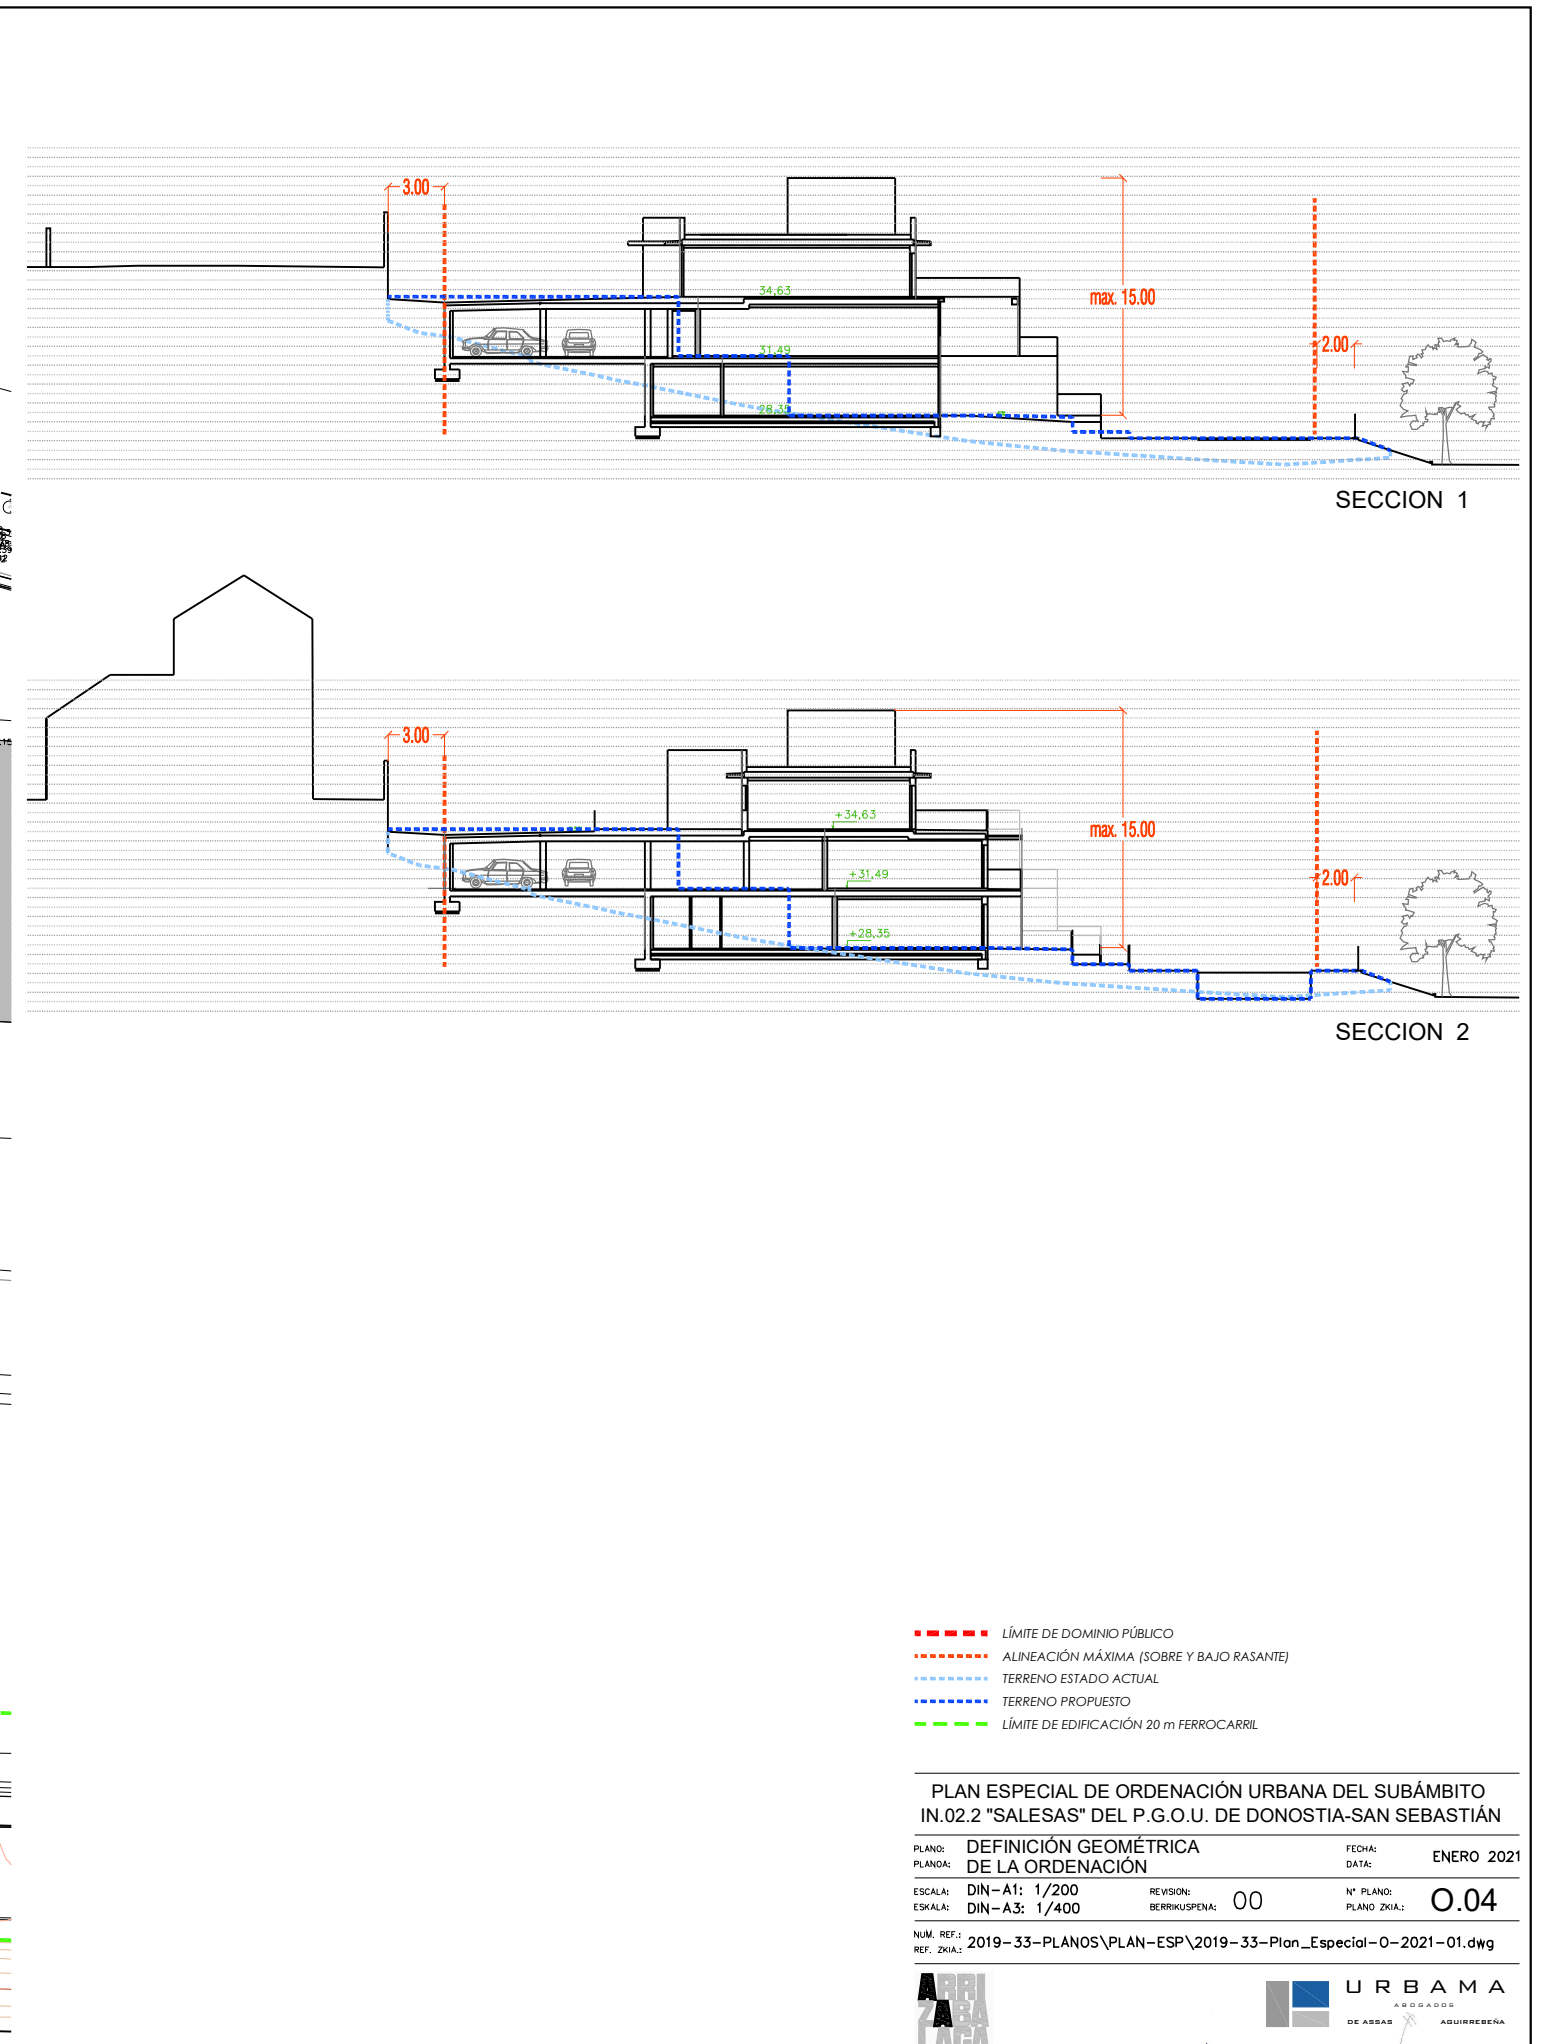 3.00
34,63
max. 15.00
31,49
2.00
28,35
SECCION 1
3.00
+34,63
max. 15.00
+31,49
2.00
+28,35
SECCION 2
LÍMITE DE DOMINIO PÚBLICO
ALINEACIÓN MÁXIMA (SOBRE Y BAJO RASANTE)
TERRENO ESTADO ACTUAL
TERRENO PROPUESTO
LÍMITE DE EDIFICACIÓN 20 m FERROCARRIL
PLAN ESPECIAL DE ORDENACIÓN URBANA DEL SUBÁMBITO
IN.02.2 "SALESAS" DEL P.G.O.U. DE DONOSTIA-SAN SEBASTIÁN
PLANO: DEFINICIÓN GEOMÉTRICA
PLANOA: DE LA ORDENACIÓN
FECHA:
DATA:
ENERO 2021
ESCALA: DIN-A1: 1/200
ESKALA: DIN-A3: 1/400
REVISION:
BERRIKUSPENA:
00
Nº PLANO:
PLANO ZKIA.:
O.04
NUM. REF.:
REF. ZKIA.:
2019-33-PLANOS\PLAN-ESP\2019-33-Plan_Especial-O-2021-01.dwg
ARRI
ZABA
LAGA
URBAMA
ABOGADOS
DE ASSAS AGUIRREBEÑA